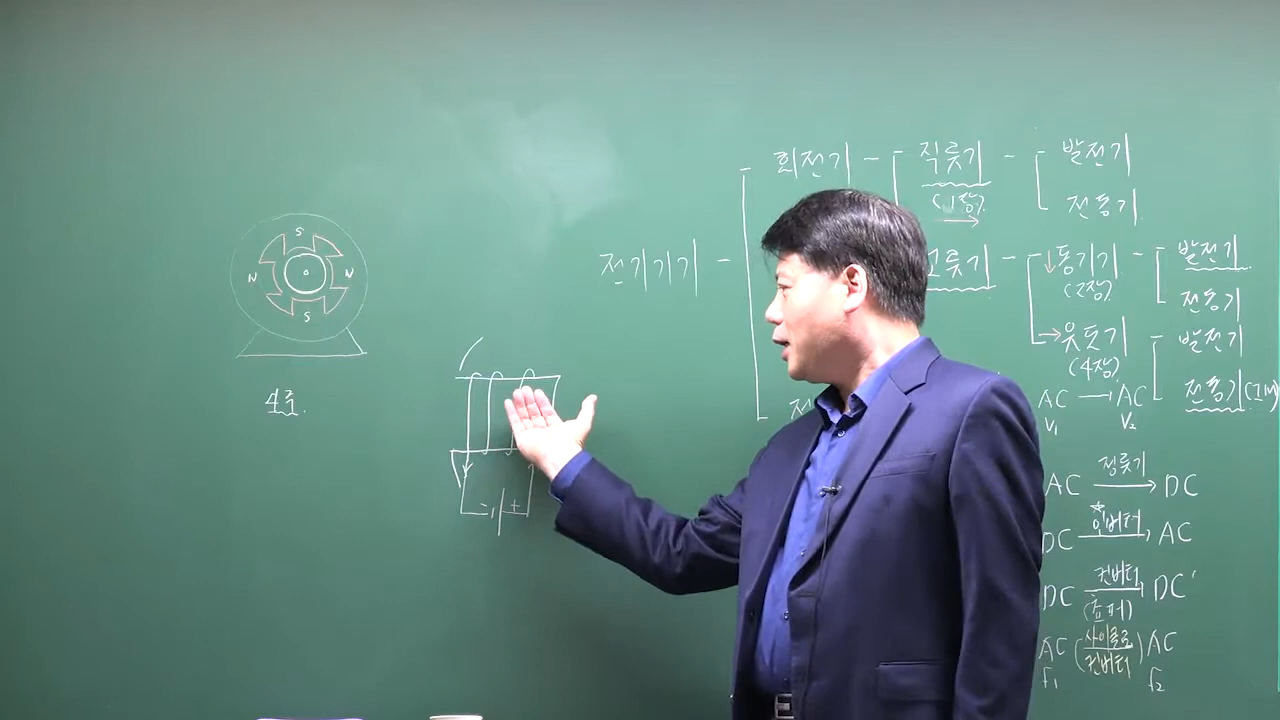 회전기 - 직류기 - 발전기
(1장)
전동기
전기기기 -
교류기 - 동기기 - 발전기
(2장)
전동기
유도기 - 발전기
(4장)
전동기
AC → AC
V₁ V₂
AC 정류기 → DC
DC 인버터 → AC
DC 컨버터 → DC'
(쵸퍼)
AC (사이클로 컨버터) AC
f₁ f₂
S
N N
S
4극
- +